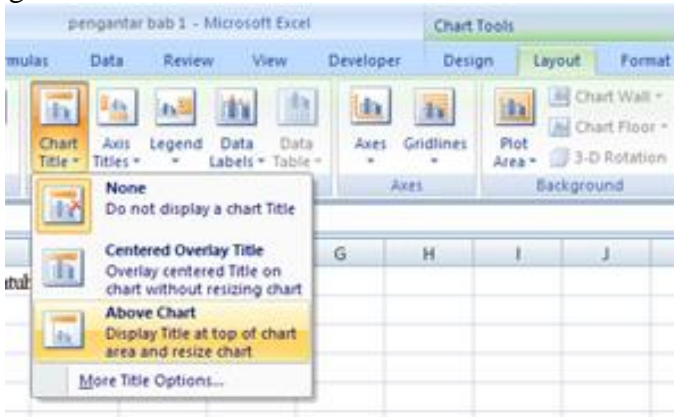 pengantar bab 1 - Microsoft Excel
Chart Tools
Data Review View Developer Design Layout Format
Chart Title
Axis Titles
Legend
Data Labels
Data Table
Axes
Gridlines
Plot Area
Chart Wall
Chart Floor
3-D Rotation
Axes
Background
None
Do not display a chart Title
Centered Overlay Title
Overlay centered Title on
chart without resizing chart
Above Chart
Display Title at top of chart
area and resize chart
More Title Options...
G H I J